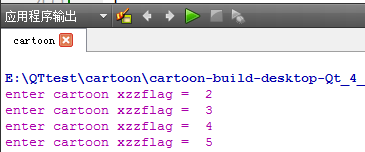 应用程序输出
cartoon
E:\QTtest\cartoon\cartoon-build-desktop-Qt_4_
enter cartoon xzzflag =  2
enter cartoon xzzflag =  3
enter cartoon xzzflag =  4
enter cartoon xzzflag =  5